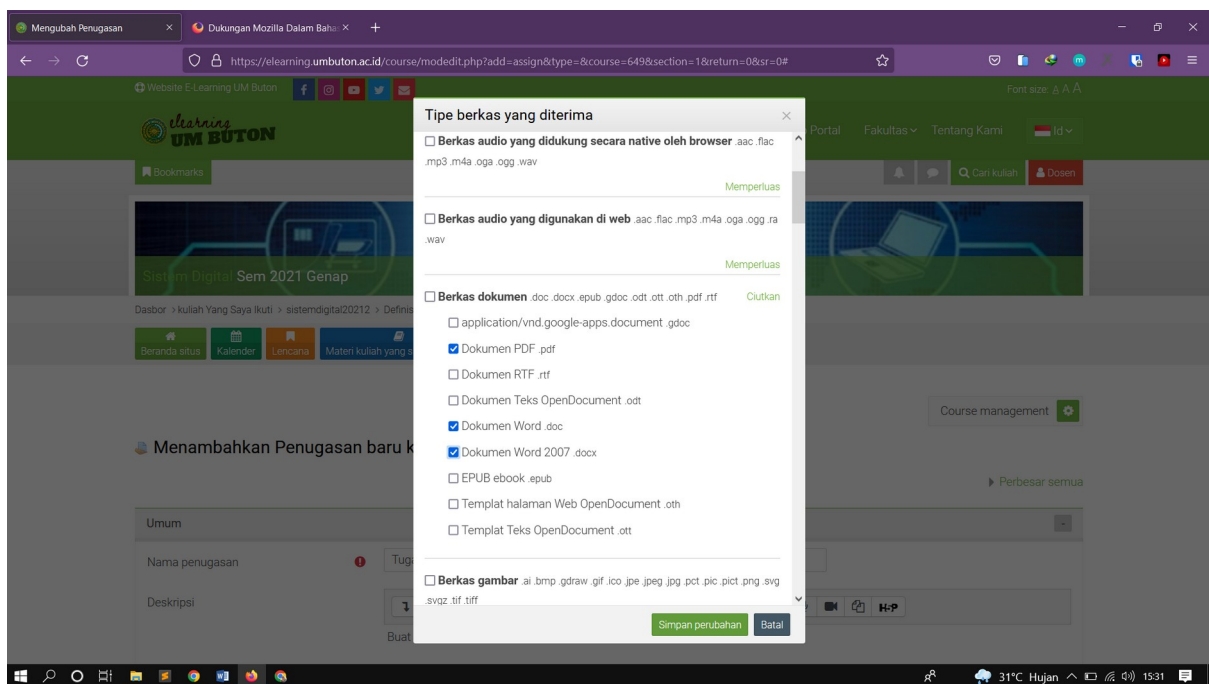 Mengubah Penugasan
Dukungan Mozilla Dalam Baha
https://elearning.umbuton.ac.id/course/modedit.php?add=assign&type=&course=649&section=1&return=0&sr=0#
Website E-Learning UM Buton
Font size: A A A
elearning
UM BUTON
Portal Fakultas Tentang Kami Id
Bookmarks
Cari kuliah Dosen
Sistem Digital Sem 2021 Genap
Dasbor > kuliah Yang Saya Ikuti > sistemdigital20212 > Definis
Beranda situs Kalender Lencana Materi kuliah yang s
Course management
Menambahkan Penugasan baru k
Perbesar semua
Umum
Nama penugasan Tuga
Deskripsi
H-P
Buat
Tipe berkas yang diterima
Berkas audio yang didukung secara native oleh browser .aac .flac
.mp3 .m4a .oga .ogg .wav
Memperluas
Berkas audio yang digunakan di web .aac .flac .mp3 .m4a .oga .ogg .ra
.wav
Memperluas
Berkas dokumen .doc .docx .epub .gdoc .odt .ott .oth .pdf .rtf Ciutkan
application/vnd.google-apps.document .gdoc
Dokumen PDF .pdf
Dokumen RTF .rtf
Dokumen Teks OpenDocument .odt
Dokumen Word .doc
Dokumen Word 2007 .docx
EPUB ebook .epub
Templat halaman Web OpenDocument .oth
Templat Teks OpenDocument .ott
Berkas gambar .ai .bmp .gdraw .gif .ico .jpe .jpeg .jpg .pct .pic .pict .png .svg
.svgz .tif .tiff
Simpan perubahan Batal
31°C Hujan 15:31